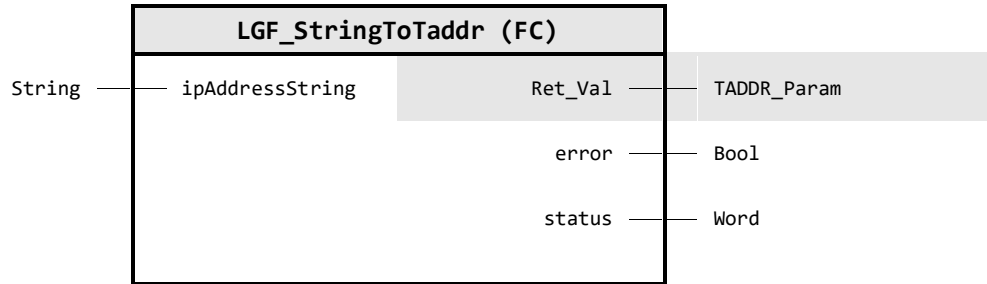 LGF_StringToTaddr (FC)
String ipAddressString Ret_Val TADDR_Param
error Bool
status Word